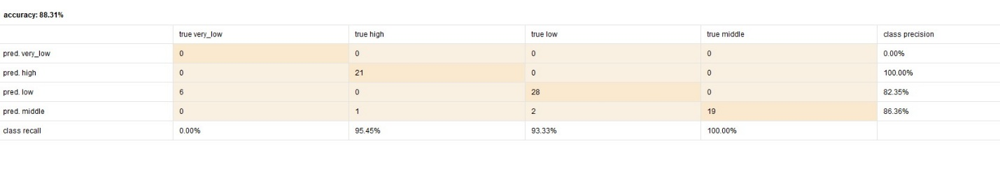 accuracy: 88.31%
true very_low true high true low true middle class precision
pred. very_low 0 0 0 0 0.00%
pred. high 0 21 0 0 100.00%
pred. low 6 0 28 0 82.35%
pred. middle 0 1 2 19 86.36%
class recall 0.00% 95.45% 93.33% 100.00%